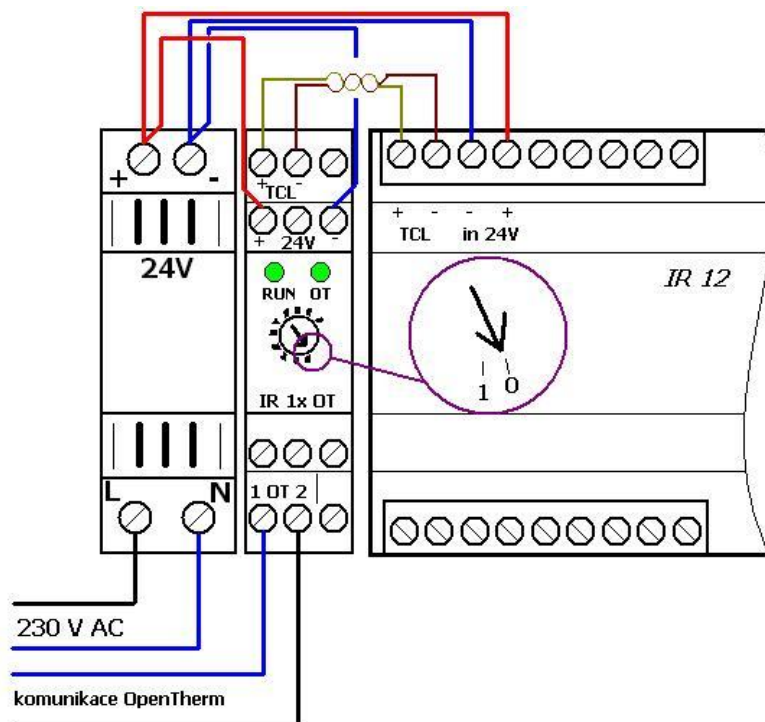 + -
24V
L N
+ TCL -
+ 24V -
RUN OT
IR 1x OT
1 OT 2
+ - - +
TCL in 24V
IR 12
1 0
230 V AC
komunikace OpenTherm